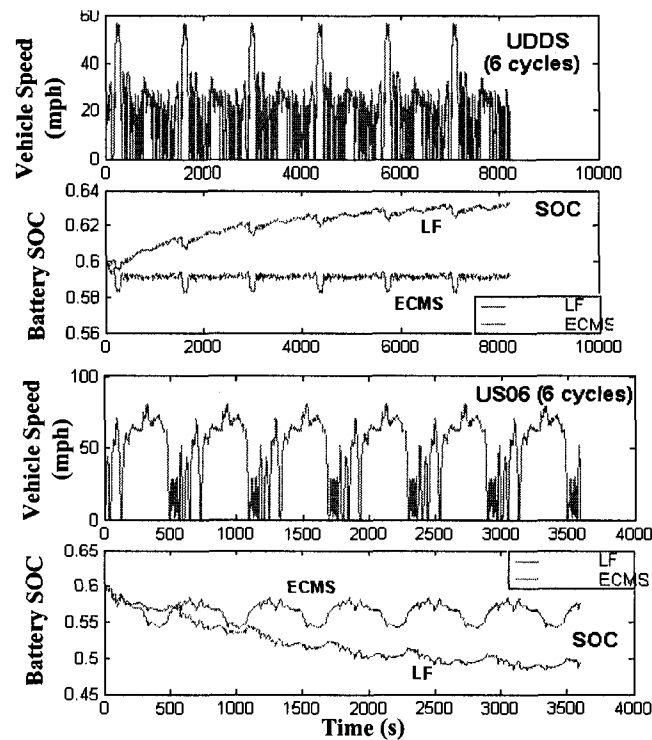 60
40
20
0
Vehicle Speed
(mph)
UDDS
(6 cycles)
0 2000 4000 6000 8000 10000
0.64
0.62
0.6
0.58
0.56
Battery SOC
SOC
LF
ECMS
LF
ECMS
0 2000 4000 6000 8000 10000
100
50
0
Vehicle Speed
(mph)
US06 (6 cycles)
0 500 1000 1500 2000 2500 3000 3500 4000
0.65
0.6
0.55
0.5
0.45
Battery SOC
LF
ECMS
ECMS
SOC
LF
0 500 1000 1500 2000 2500 3000 3500 4000
Time (s)